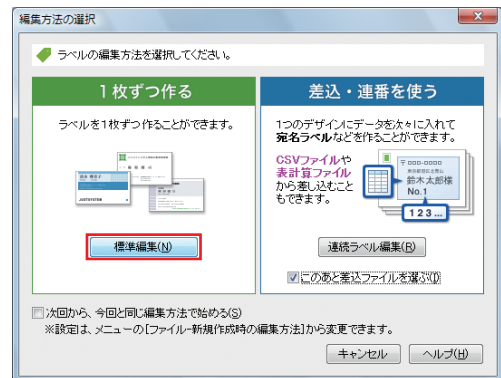 編集方法の選択
ラベルの編集方法を選択してください。
1枚ずつ作る
ラベルを1枚ずつ作ることができます。
JUSTSYSTEM
標準編集(N)
差込・連番を使う
1つのデザインにデータを次々に入れて
宛名ラベルなどを作ることができます。
CSVファイルや
表計算ファイル
から差し込むこと
もできます。
〒000-0000
鈴木太郎様
No.1
123...
連続ラベル編集(R)
このあと差込ファイルを選ぶ(I)
次回から、今回と同じ編集方法で始める(S)
※設定は、メニューの[ファイル-新規作成時の編集方法]から変更できます。
キャンセル
ヘルプ(H)